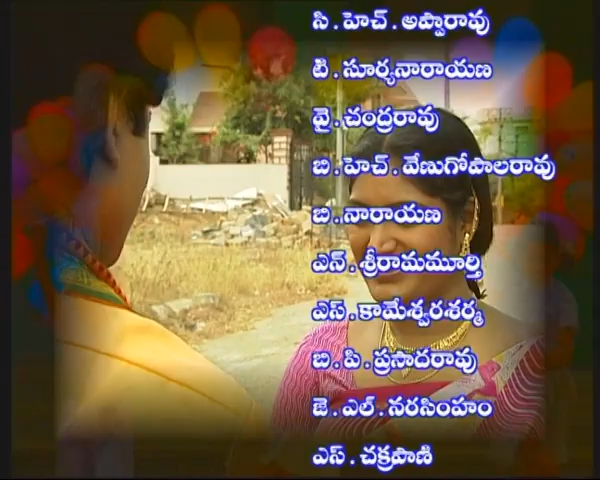 సి.హెచ్.అప్పారావు
టి.సూర్యనారాయణ
వై.చంద్రరావు
బి.హెచ్.వేణుగోపాలరావు
బి.నారాయణ
ఎన్.శ్రీరామమూర్తి
ఎస్.కామేశ్వరశర్మ
బి.పి.ప్రసాదరావు
జె.ఎల్.నరసింహం
ఎస్.చక్రపాణి